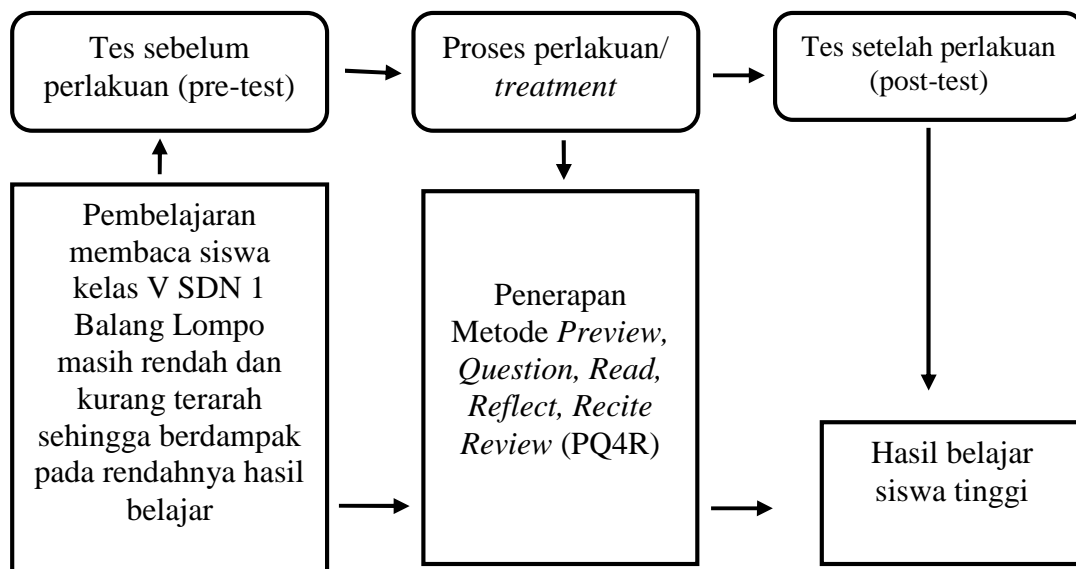 Tes sebelum
perlakuan (pre-test)
Proses perlakuan/
treatment
Tes setelah perlakuan
(post-test)
Pembelajaran
membaca siswa
kelas V SDN 1
Balang Lompo
masih rendah dan
kurang terarah
sehingga berdampak
pada rendahnya hasil
belajar
Penerapan
Metode Preview,
Question, Read,
Reflect, Recite
Review (PQ4R)
Hasil belajar
siswa tinggi